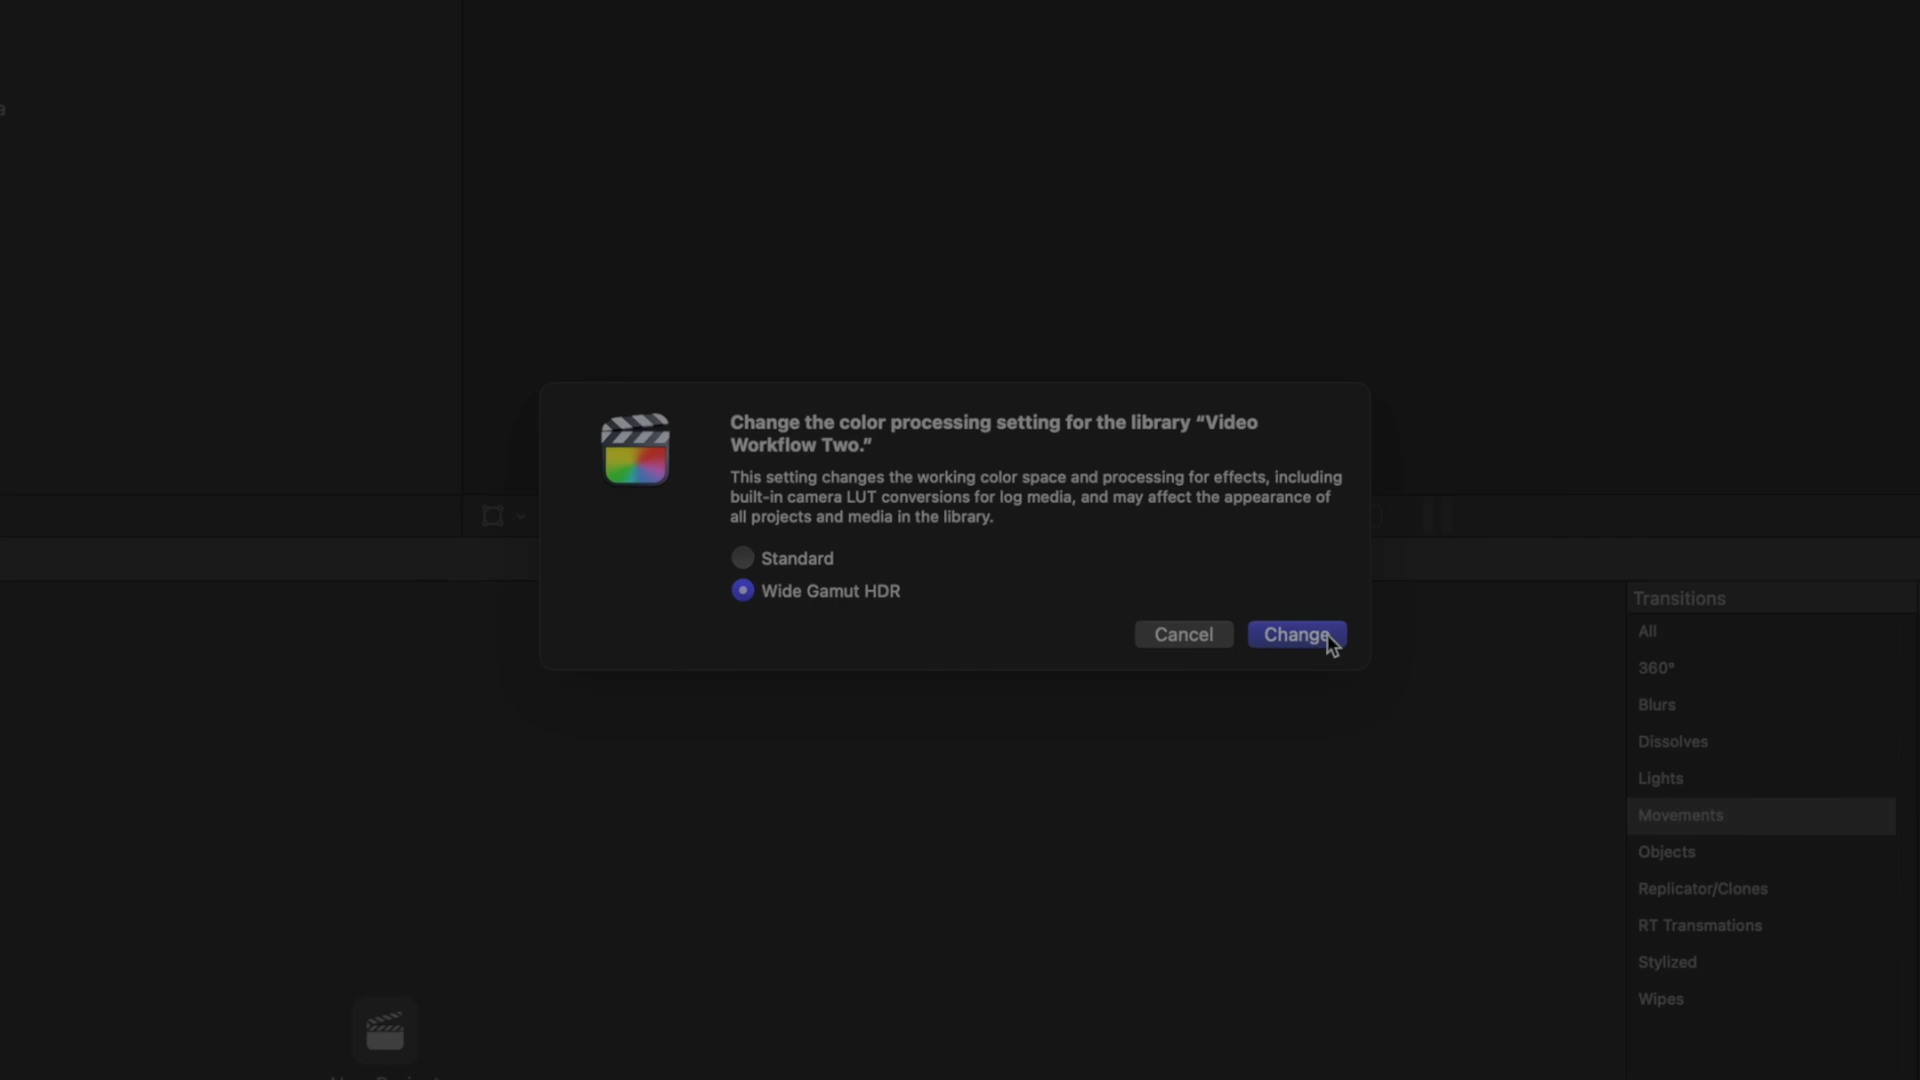 Change the color processing setting for the library “Video
Workflow Two.”
This setting changes the working color space and processing for effects, including
built-in camera LUT conversions for log media, and may affect the appearance of
all projects and media in the library.
Standard
Wide Gamut HDR
Cancel
Change
Transitions
All
360°
Blurs
Dissolves
Lights
Movements
Objects
Replicator/Clones
RT Transmations
Stylized
Wipes